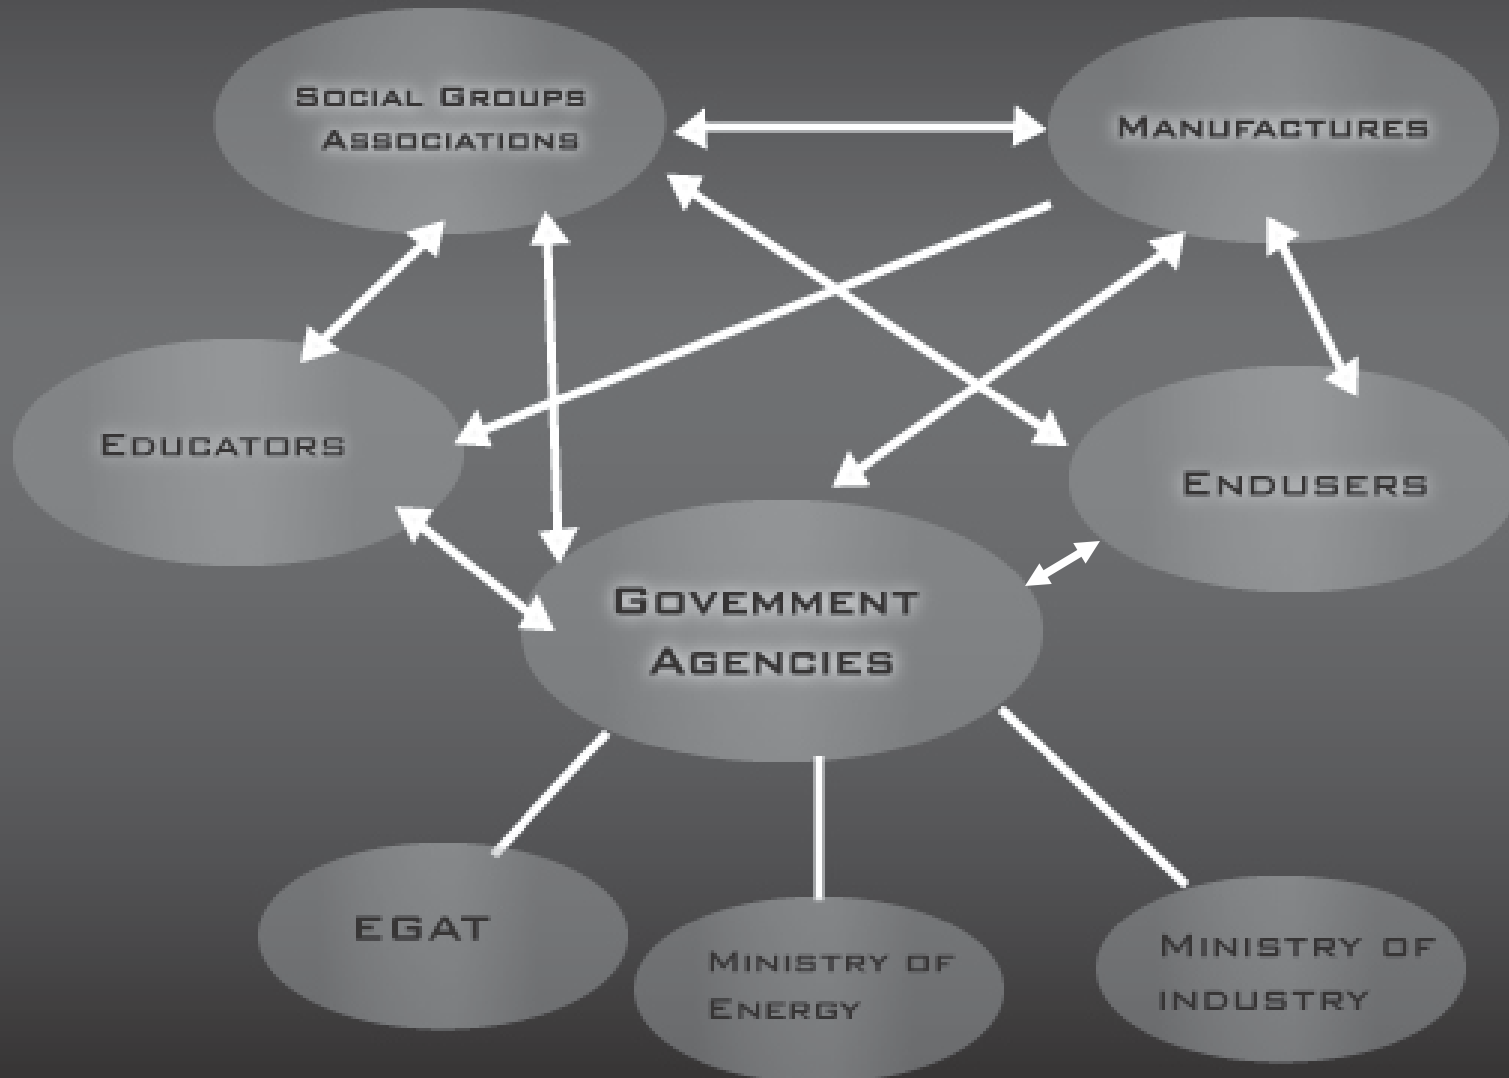 SOCIAL GROUPS
ASSOCIATIONS
MANUFACTURES
EDUCATORS
ENDUSERS
GOVEMMENT
AGENCIES
EGAT
MINISTRY OF
ENERGY
MINISTRY OF
INDUSTRY